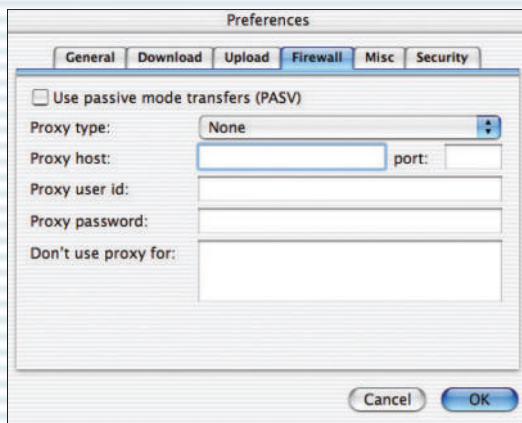 Preferences
General Download Upload Firewall Misc Security
Use passive mode transfers (PASV)
Proxy type: None
Proxy host: port:
Proxy user id:
Proxy password:
Don't use proxy for:
Cancel OK